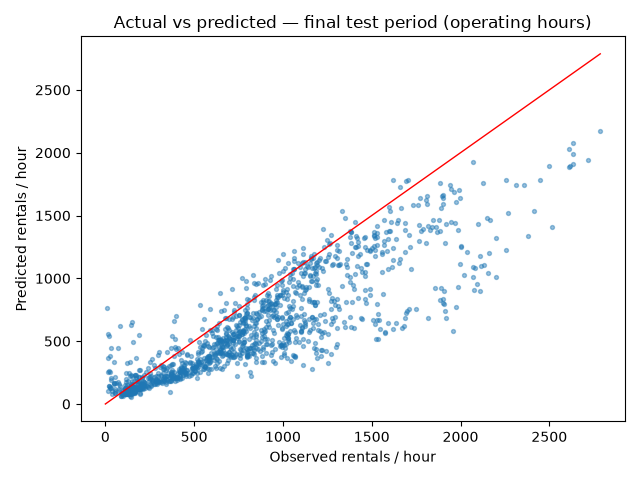 Actual vs predicted — final test period (operating hours)
Predicted rentals / hour
2500
2000
1500
1000
500
0
0 500 1000 1500 2000 2500
Observed rentals / hour